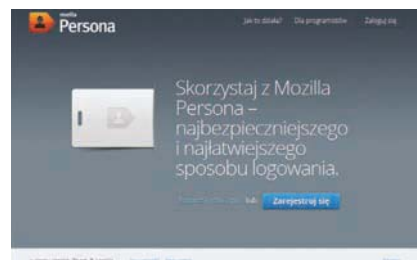 mozilla
Persona
Jak to działa? Dla programistów Zaloguj się
Skorzystaj z Mozilla
Persona –
najbezpieczniejszego
i najłatwiejszego
sposobu logowania.
lub Zarejestruj się